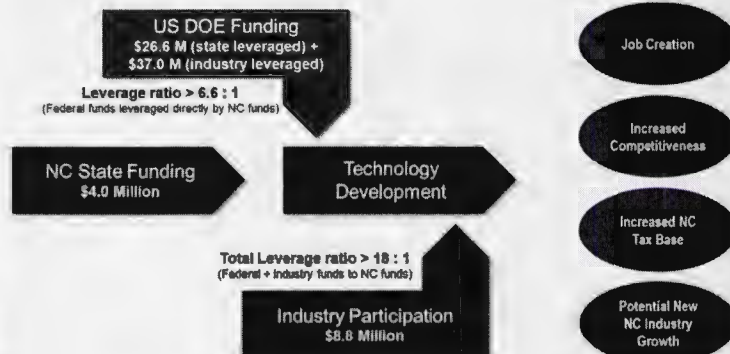 US DOE Funding
$26.6 M (state leveraged) +
$37.0 M (industry leveraged)
Leverage ratio > 6.6 : 1
(Federal funds leveraged directly by NC funds)
NC State Funding
$4.0 Million
Technology
Development
Total Leverage ratio > 18 : 1
(Federal + Industry funds to NC funds)
Industry Participation
$8.8 Million
Job Creation
Increased
Competitiveness
Increased NC
Tax Base
Potential New
NC Industry
Growth